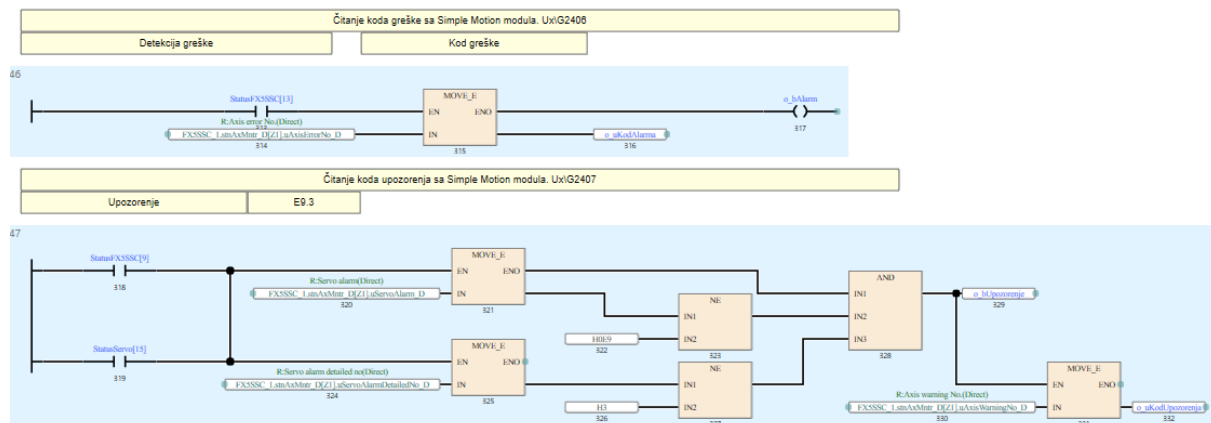 Čitanje koda greške sa Simple Motion modula. Ux\G2406
Detekcija greške
Kod greške
46
StatusFX5SSC[13]
MOVE_E
o_bAlarm
EN
ENO
R:Axis error No.(Direct)
312
317
FX5SSC_1.stnAxMntr_D[Z1].uAxisErrorNo_D
IN
o_uKodAlarma
314
315
316
Čitanje koda upozorenja sa Simple Motion modula. Ux\G2407
Upozorenje
E9.3
47
StatusFX5SSC[9]
MOVE_E
EN
ENO
AND
318
R:Servo alarm(Direct)
FX5SSC_1.stnAxMntr_D[Z1].uServoAlarm_D
IN
NE
IN1
o_bUpozorenje
320
321
329
IN1
IN2
H0E9
IN2
322
323
IN3
StatusServo[15]
MOVE_E
328
319
EN
ENO
NE
MOVE_E
R:Servo alarm detailed no(Direct)
FX5SSC_1.stnAxMntr_D[Z1].uServoAlarmDetailedNo_D
IN
IN1
EN
ENO
324
325
R:Axis warning No.(Direct)
H3
IN2
FX5SSC_1.stnAxMntr_D[Z1].uAxisWarningNo_D
IN
o_uKodUpozorenja
326
330
332